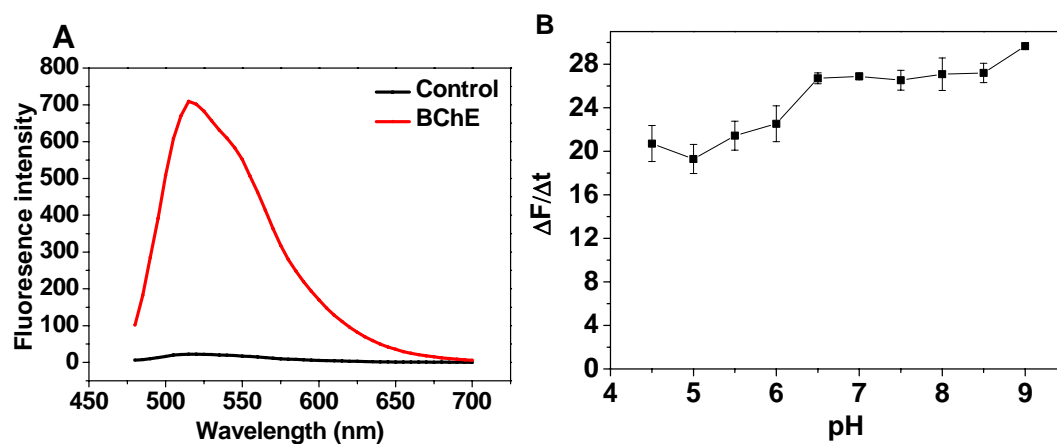 A
Fluoresence intensity
800
700
600
500
400
300
200
100
0
Control
BChE
450 500 550 600 650 700
Wavelength (nm)
B
ΔF/Δt
28
24
20
16
12
8
4
0
4 5 6 7 8 9
pH